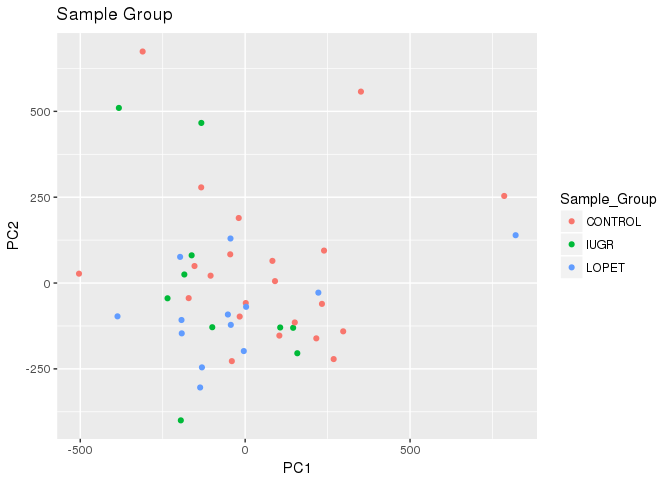 Sample Group
500
250
0
-250
PC2
-500
0
500
PC1
Sample_Group
CONTROL
IUGR
LOPET